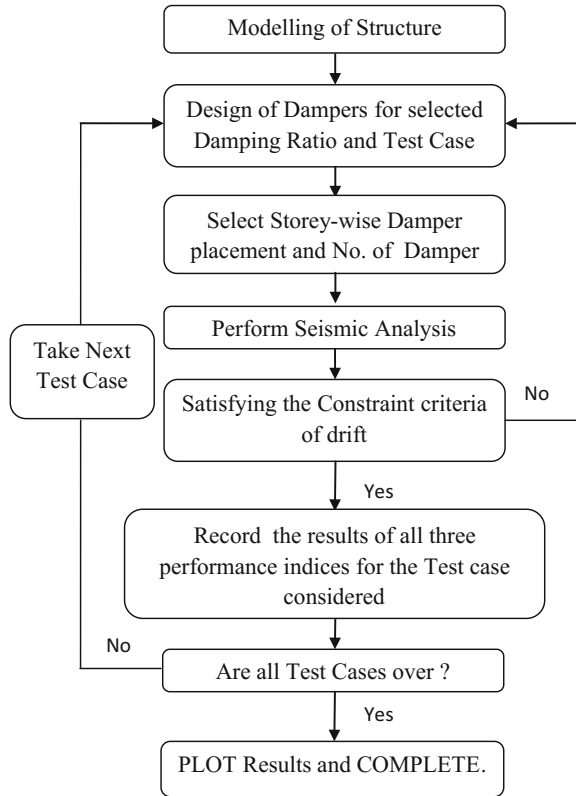 Modelling of Structure
Design of Dampers for selected
Damping Ratio and Test Case
Select Storey-wise Damper
placement and No. of Damper
Perform Seismic Analysis
Take Next
Test Case
Satisfying the Constraint criteria
of drift
No
Yes
Record the results of all three
performance indices for the Test case
considered
No
Are all Test Cases over ?
Yes
PLOT Results and COMPLETE.